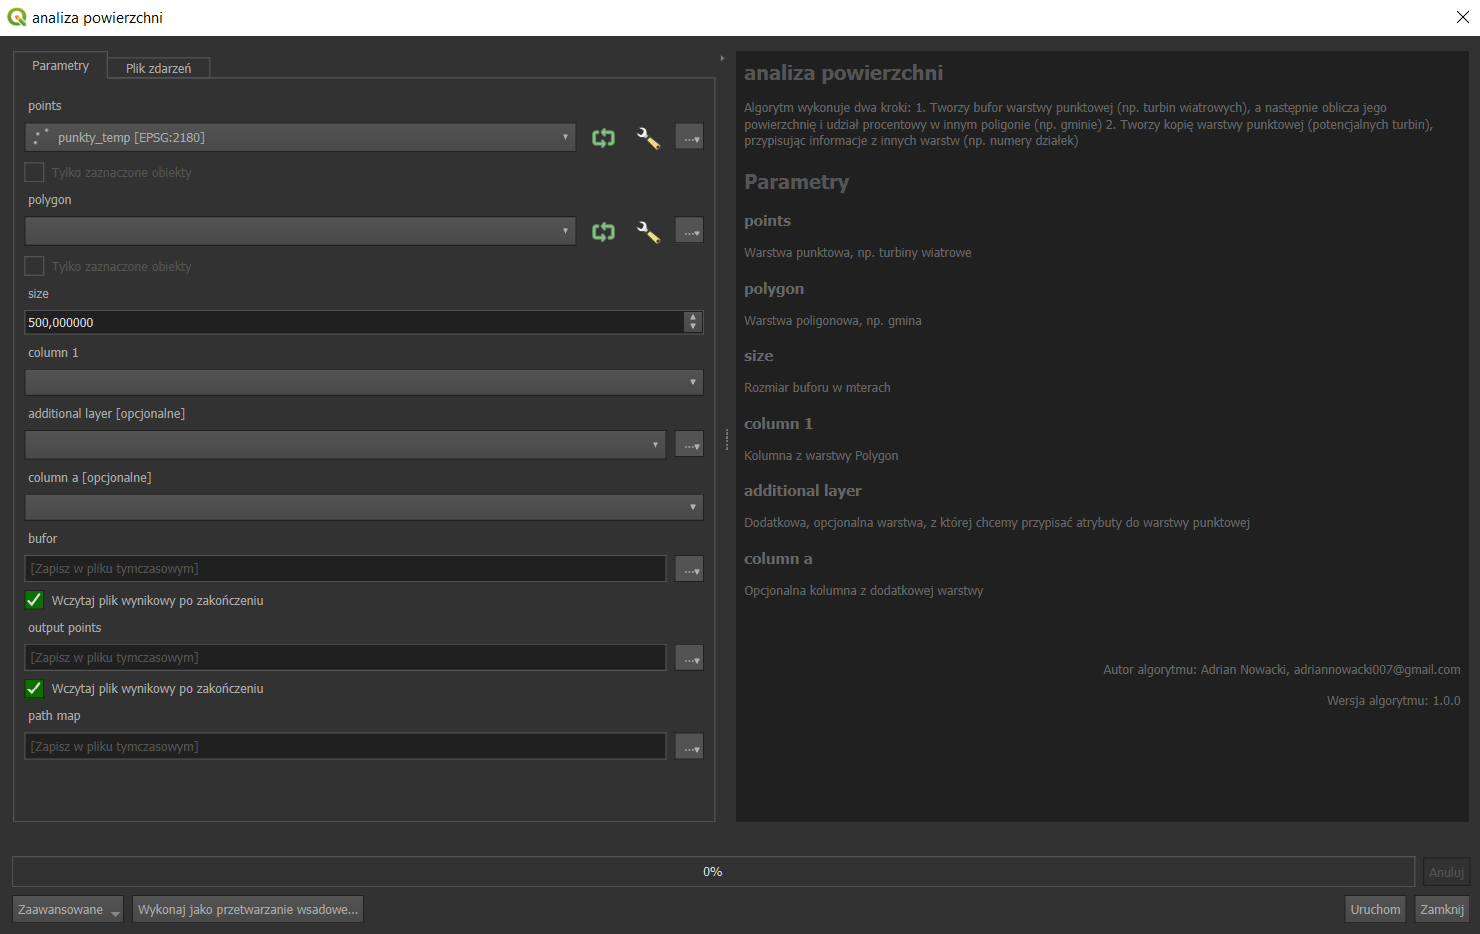 analiza powierzchni
Parametry
Plik zdarzeń
points
punkty_temp [EPSG:2180]
...
Tylko zaznaczone obiekty
polygon
...
Tylko zaznaczone obiekty
size
500,000000
column 1
additional layer [opcjonalne]
...
column a [opcjonalne]
bufor
[Zapisz w pliku tymczasowym]
...
Wczytaj plik wynikowy po zakończeniu
output points
[Zapisz w pliku tymczasowym]
...
Wczytaj plik wynikowy po zakończeniu
path map
[Zapisz w pliku tymczasowym]
...
analiza powierzchni
Algorytm wykonuje dwa kroki: 1. Tworzy bufor warstwy punktowej (np. turbin wiatrowych), a następnie oblicza jego
powierzchnię i udział procentowy w innym poligonie (np. gminie) 2. Tworzy kopię warstwy punktowej (potencjalnych turbin),
przypisując informacje z innych warstw (np. numery działek)
Parametry
points
Warstwa punktowa, np. turbiny wiatrowe
polygon
Warstwa poligonowa, np. gmina
size
Rozmiar buforu w mterach
column 1
Kolumna z warstwy Polygon
additional layer
Dodatkowa, opcjonalna warstwa, z której chcemy przypisać atrybuty do warstwy punktowej
column a
Opcjonalna kolumna z dodatkowej warstwy
Autor algorytmu: Adrian Nowacki, adriannowacki007@gmail.com
Wersja algorytmu: 1.0.0
0%
Anuluj
Zaawansowane
Wykonaj jako przetwarzanie wsadowe...
Uruchom
Zamknij